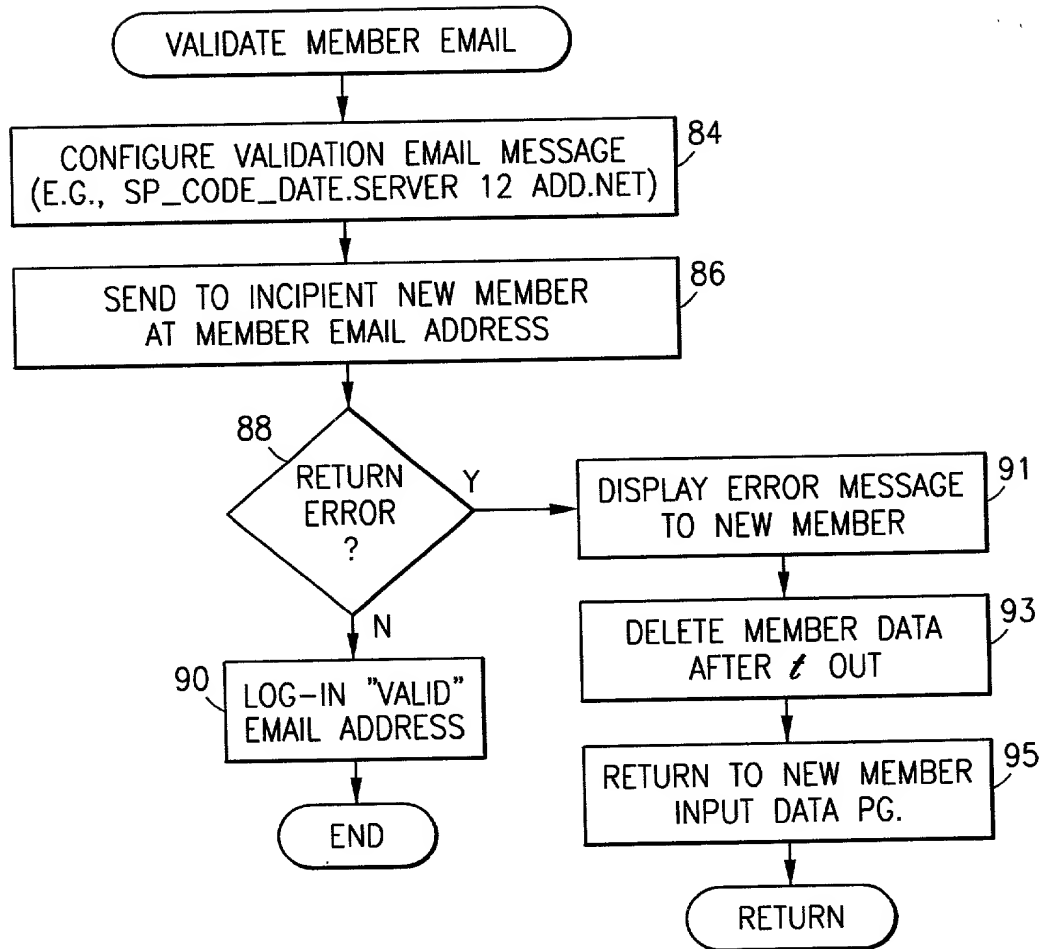 VALIDATE MEMBER EMAIL
84
CONFIGURE VALIDATION EMAIL MESSAGE
(E.G., SP_CODE_DATE.SERVER 12 ADD.NET)
86
SEND TO INCIPIENT NEW MEMBER
AT MEMBER EMAIL ADDRESS
88
RETURN
ERROR
?
Y
N
91
DISPLAY ERROR MESSAGE
TO NEW MEMBER
93
DELETE MEMBER DATA
AFTER t OUT
90
LOG-IN "VALID"
EMAIL ADDRESS
95
RETURN TO NEW MEMBER
INPUT DATA PG.
END
RETURN